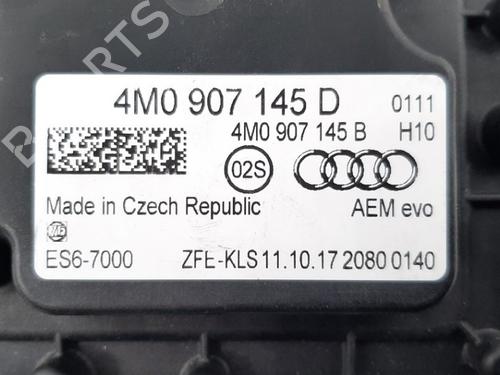 4M0 907 145 D 0111
4M0 907 145 B H10
02S
Made in Czech Republic AEM evo
ES6-7000 ZFE-KLS 11.10.17 2080 0140
B-PARTS